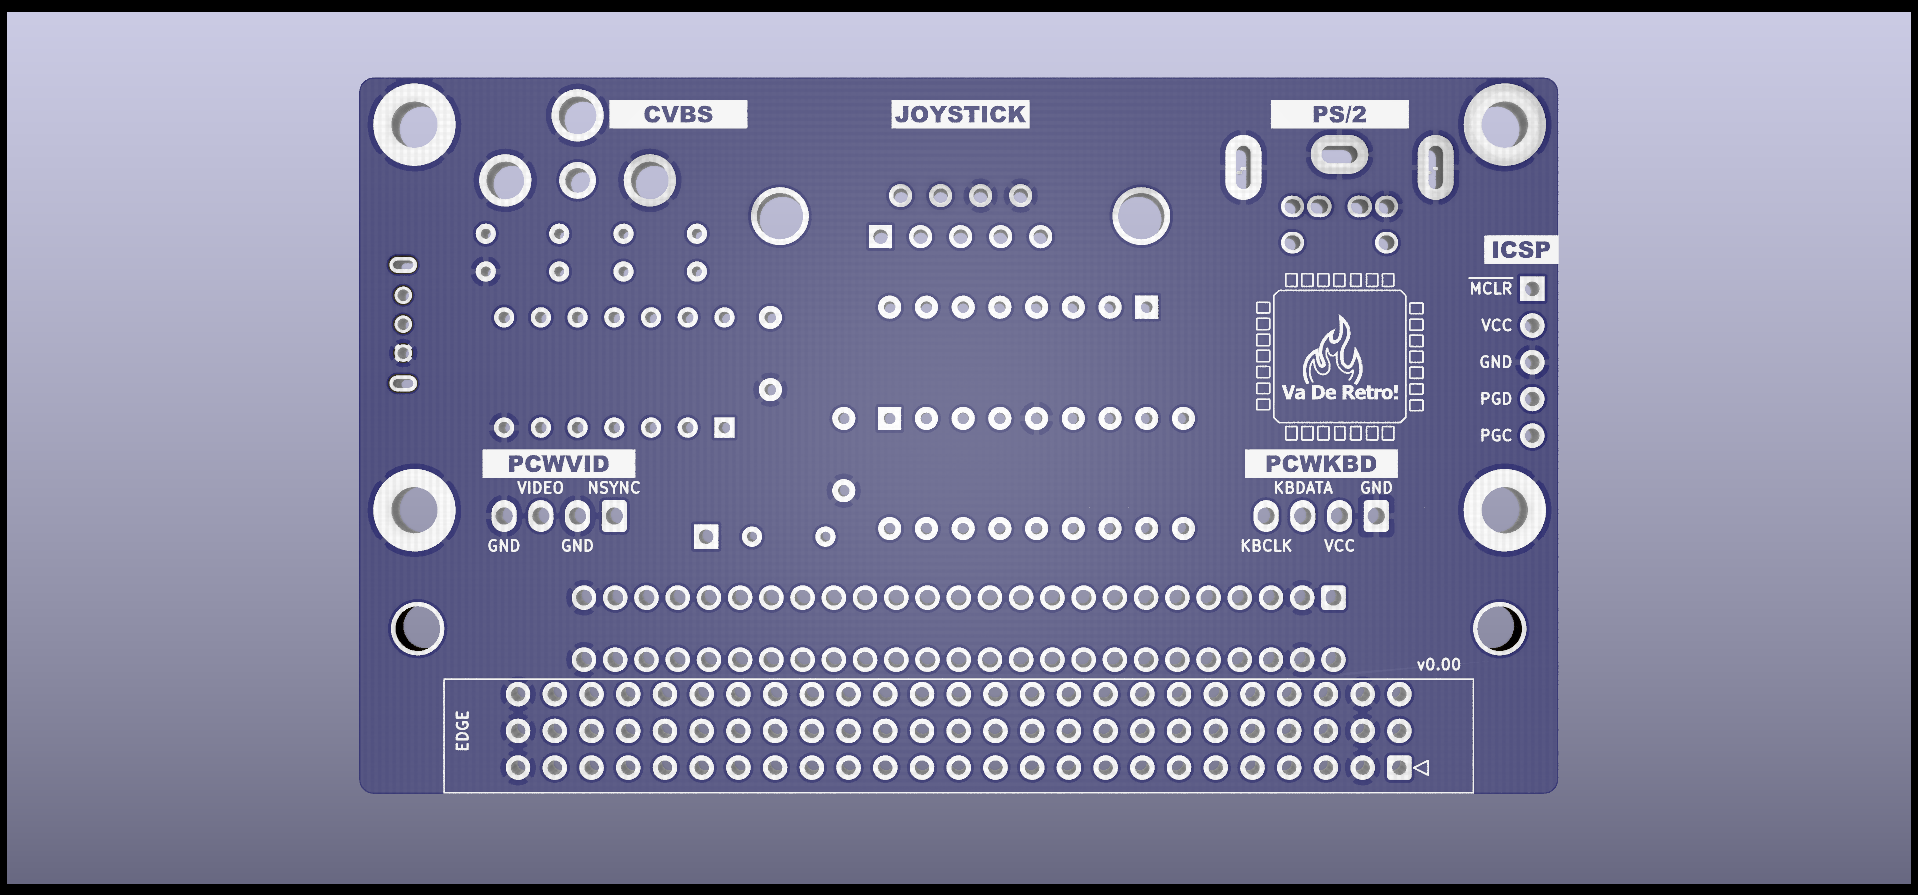 CVBS
JOYSTICK
PS/2
ICSP
MCLR
VCC
GND
PGD
PGC
Va De Retro!
PCWVID
VIDEO NSYNC
GND GND
PCWKBD
KBDATA GND
KBCLK VCC
v0.00
EDGE